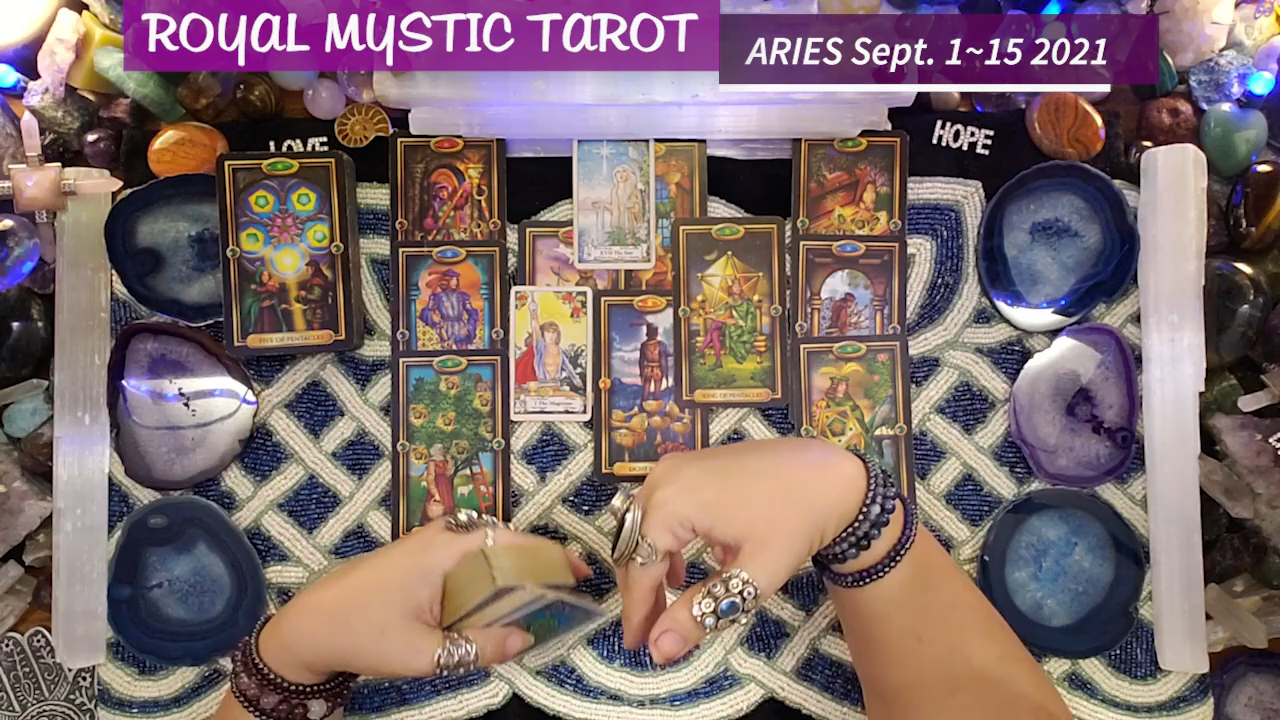 ROYAL MYSTIC TAROT
ARIES Sept. 1~15 2021
LOVE
HOPE
XVII The Star
FIVE OF PENTACLES
I The Magician
KING OF PENTACLES
EIGHT